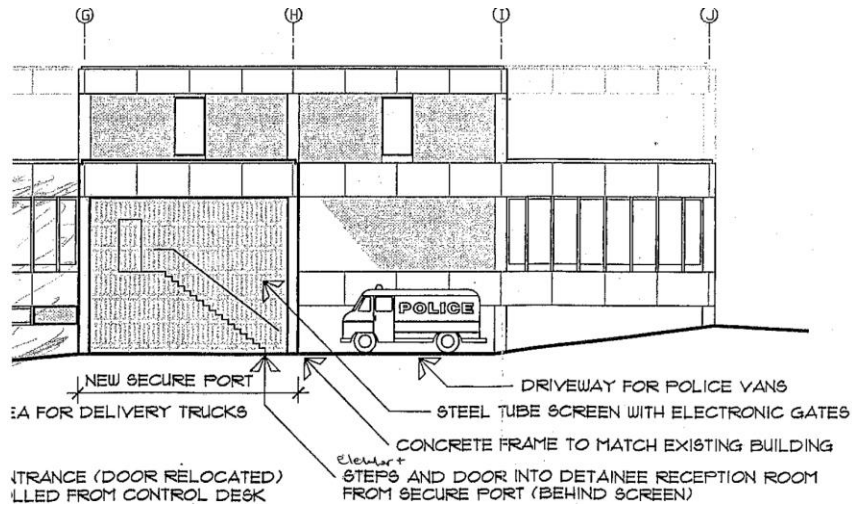 G H I J
POLICE
NEW SECURE PORT
DRIVEWAY FOR POLICE VANS
EA FOR DELIVERY TRUCKS
STEEL TUBE SCREEN WITH ELECTRONIC GATES
CONCRETE FRAME TO MATCH EXISTING BUILDING
NTRANCE (DOOR RELOCATED)
LLED FROM CONTROL DESK
STEPS AND DOOR INTO DETAINEE RECEPTION ROOM
FROM SECURE PORT (BEHIND SCREEN)